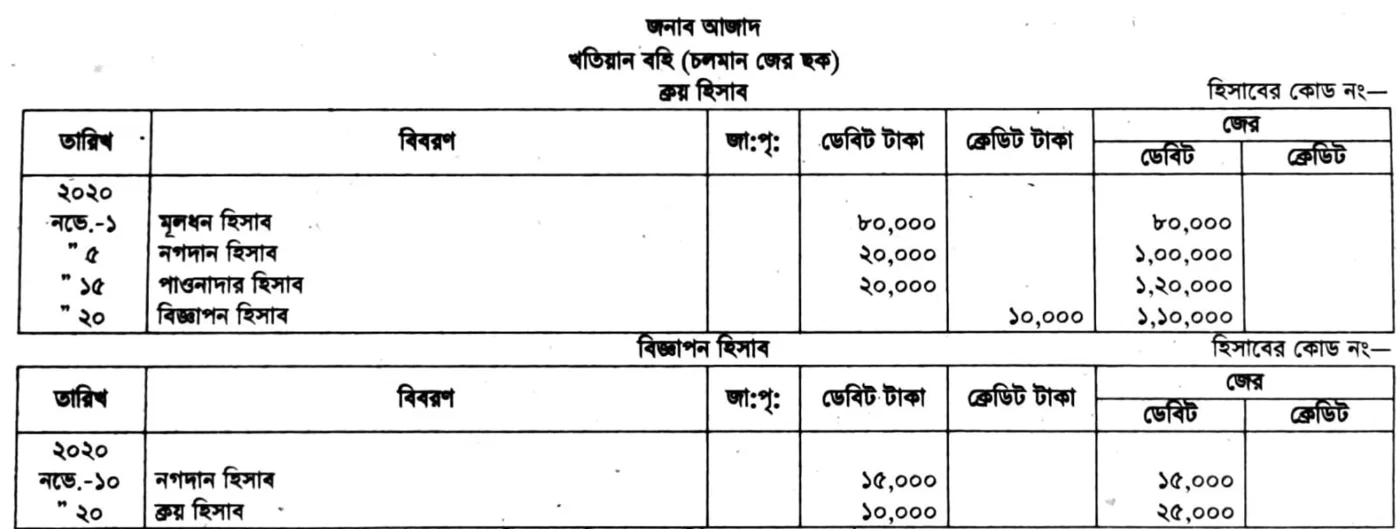 জনাব আজাদ
খতিয়ান বহি (চলমান জের ছক)
ক্রয় হিসাব হিসাবের কোড নং—
তারিখ বিবরণ জা:পৃ: ডেবিট টাকা ক্রেডিট টাকা জের
ডেবিট ক্রেডিট
২০২০
নভে.-১ মূলধন হিসাব ৮০,০০০ ৮০,০০০
" ৫ নগদান হিসাব ২০,০০০ ১,০০,০০০
" ১৫ পাওনাদার হিসাব ২০,০০০ ১,২০,০০০
" ২০ বিজ্ঞাপন হিসাব ১০,০০০ ১,১০,০০০
বিজ্ঞাপন হিসাব হিসাবের কোড নং—
তারিখ বিবরণ জা:পৃ: ডেবিট টাকা ক্রেডিট টাকা জের
ডেবিট ক্রেডিট
২০২০
নভে.-১০ নগদান হিসাব ১৫,০০০ ১৫,০০০
" ২০ ক্রয় হিসাব ১০,০০০ ২৫,০০০